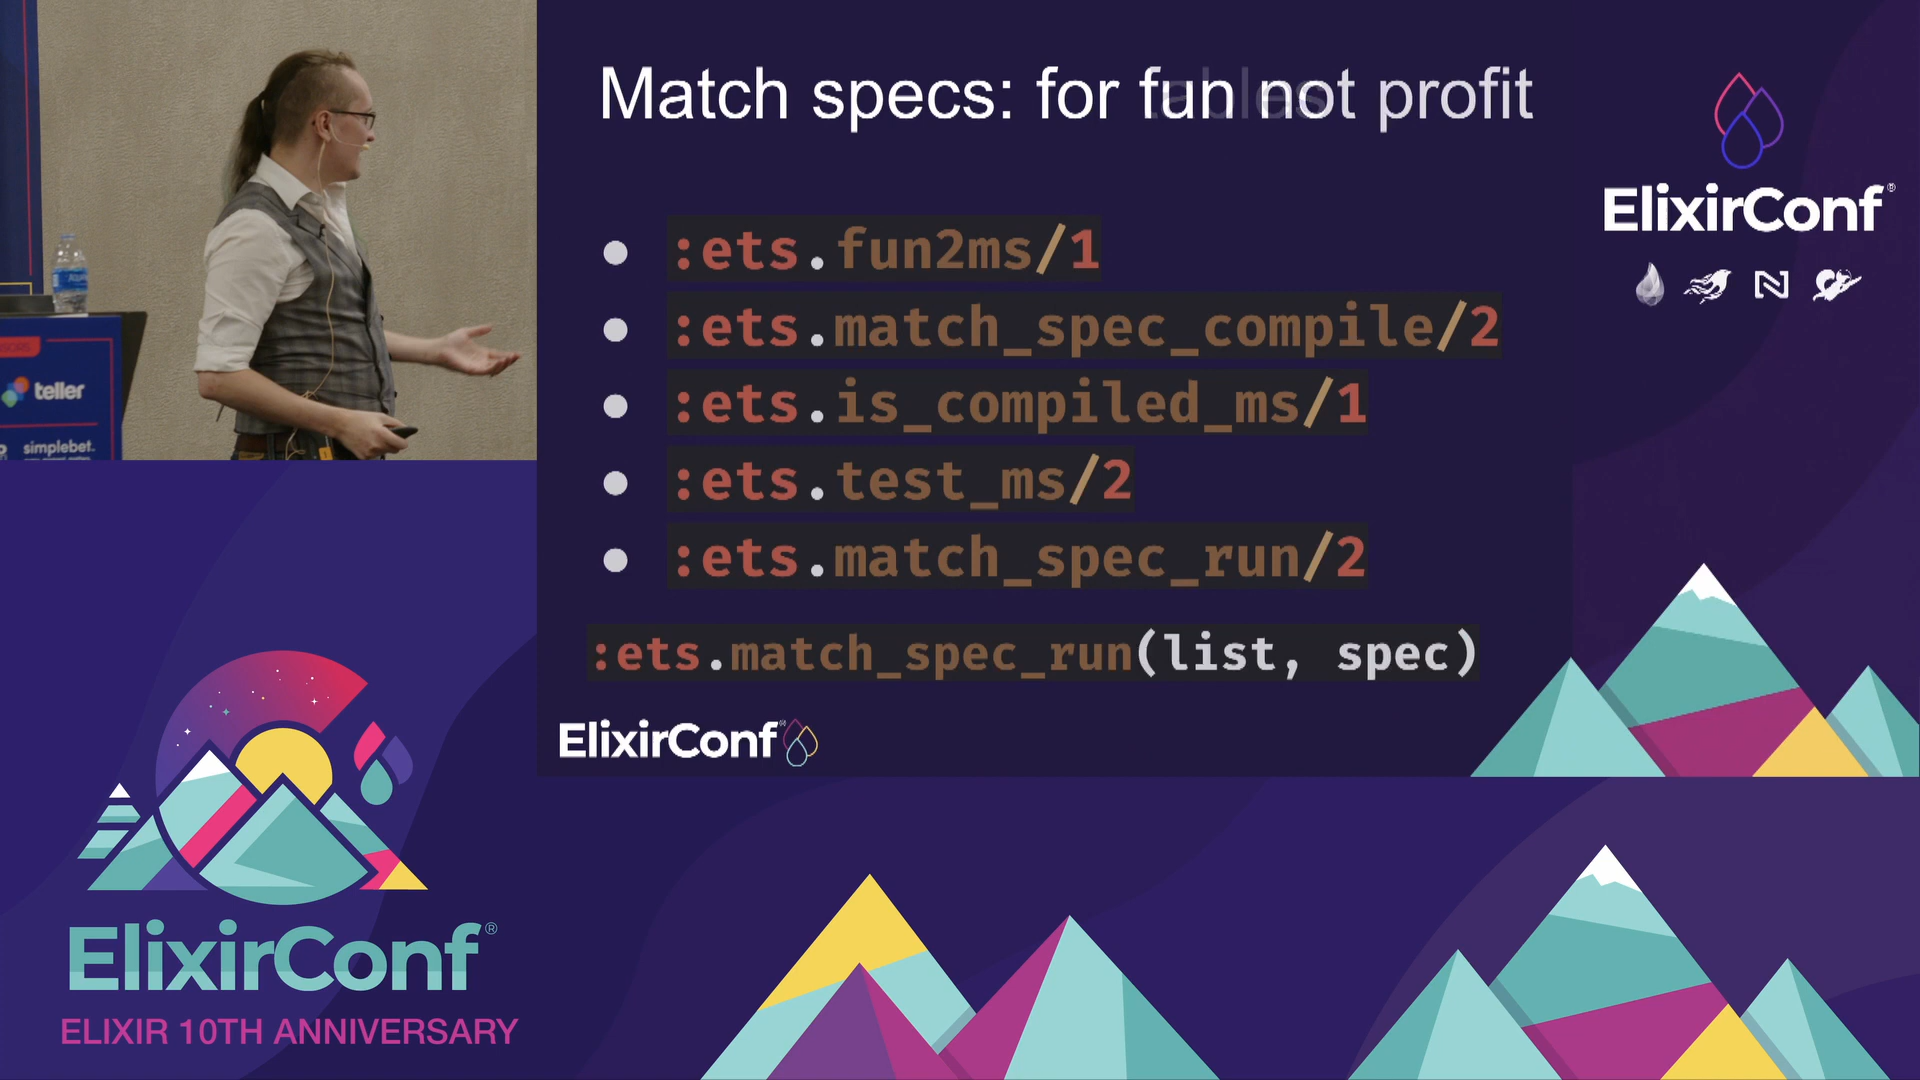 Match specs: for fun not profit
:ets.fun2ms/1
:ets.match_spec_compile/2
:ets.is_compiled_ms/1
:ets.test_ms/2
:ets.match_spec_run/2
:ets.match_spec_run(list, spec)
ElixirConf®
ElixirConf®
teller
simplebet.
ElixirConf®
ELIXIR 10TH ANNIVERSARY